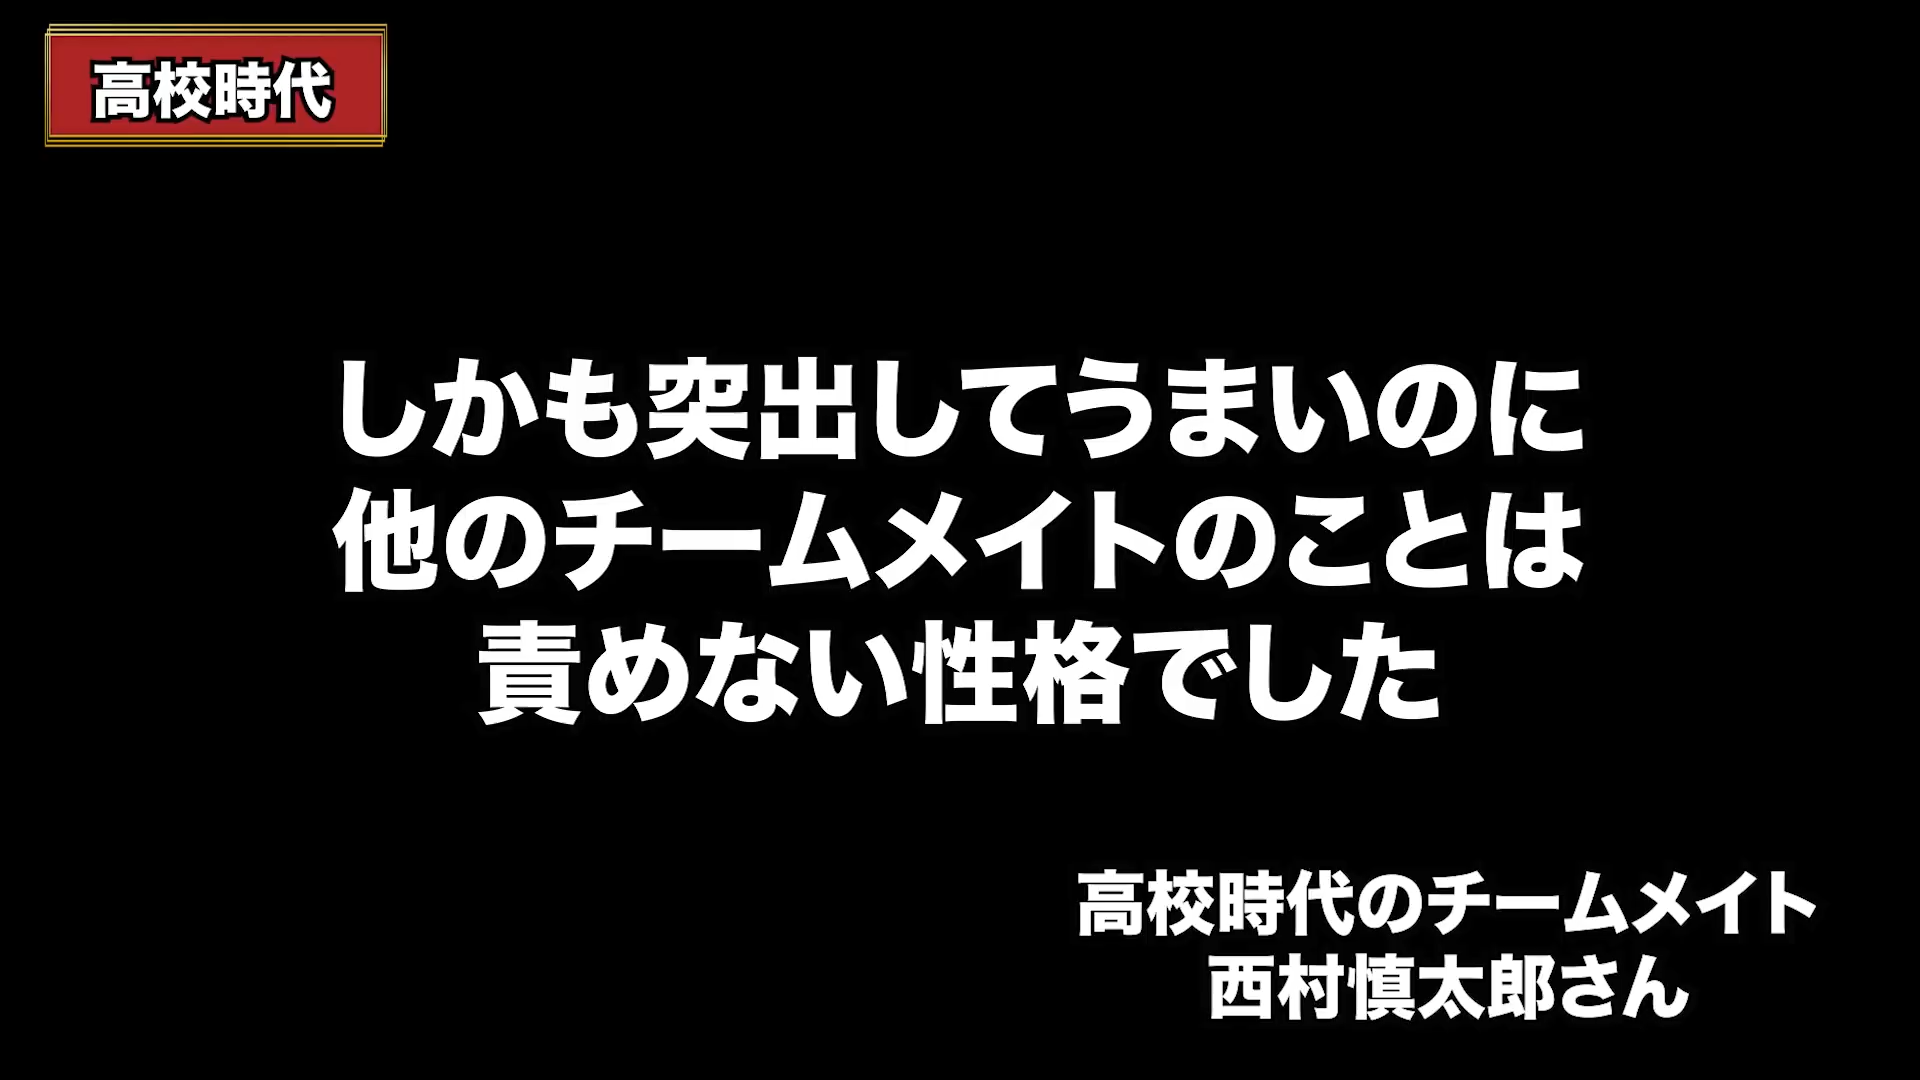 高校時代
しかも突出してうまいのに
他のチームメイトのことは
責めない性格でした
高校時代のチームメイト
西村慎太郎さん